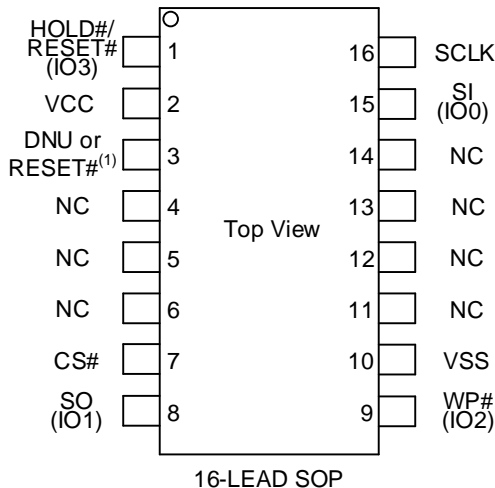 HOLD#/
RESET#
(IO3)
1
16
SCLK
VCC
2
15
SI
(IO0)
DNU or
RESET#(1)
3
14
NC
NC
4
13
NC
Top View
NC
5
12
NC
NC
6
11
NC
CS#
7
10
VSS
SO
(IO1)
8
9
WP#
(IO2)
16-LEAD SOP